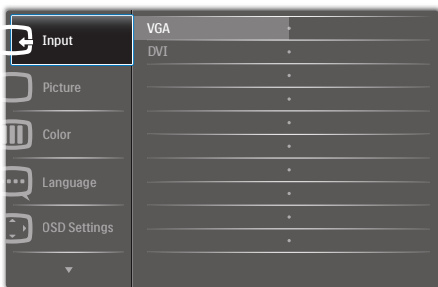 Input
Picture
Color
Language
OSD Settings
VGA
DVI